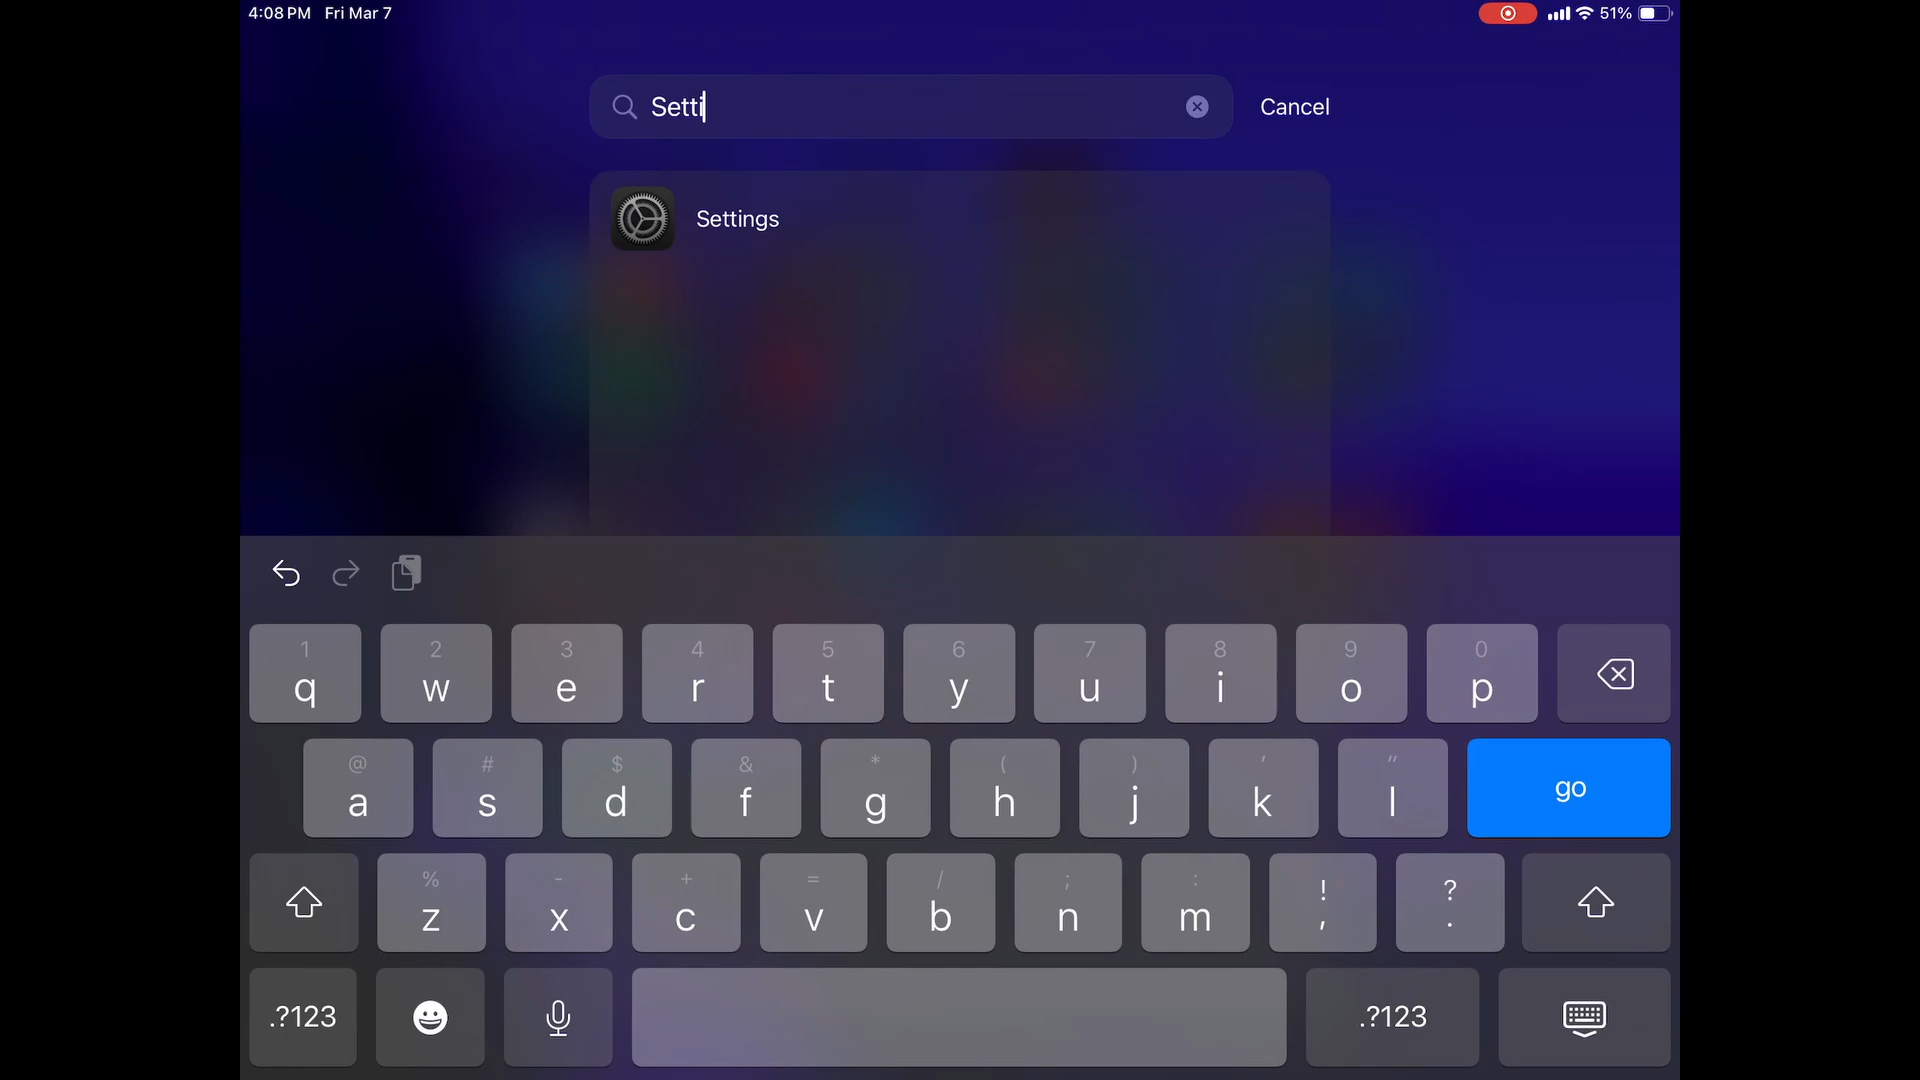 4:08 PM Fri Mar 7 51%
Setti Cancel
Settings
1 2 3 4 5 6 7 8 9 0
q w e r t y u i o p
@ # $ & * ( ) ' "
a s d f g h j k l go
% - + = / ; : ! ?
z x c v b n m , .
.?123 .?123